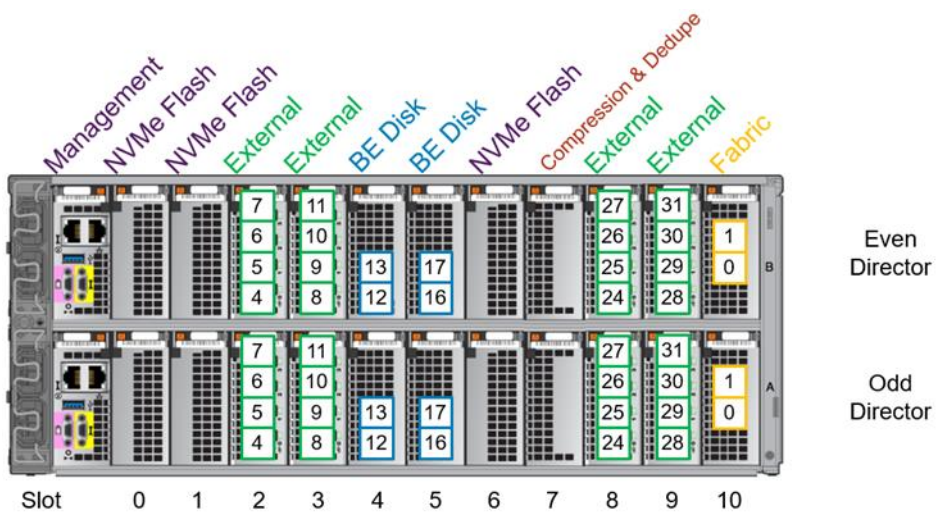 Management
NVMe Flash
NVMe Flash
External
External
BE Disk
BE Disk
NVMe Flash
Compression & Dedupe
External
External
Fabric
7 11 27 31
6 10 26 30 1
5 9 13 17 25 29 0
4 8 12 16 24 28
B
Even
Director
7 11 27 31
6 10 26 30 1
5 9 13 17 25 29 0
4 8 12 16 24 28
A
Odd
Director
Slot 0 1 2 3 4 5 6 7 8 9 10